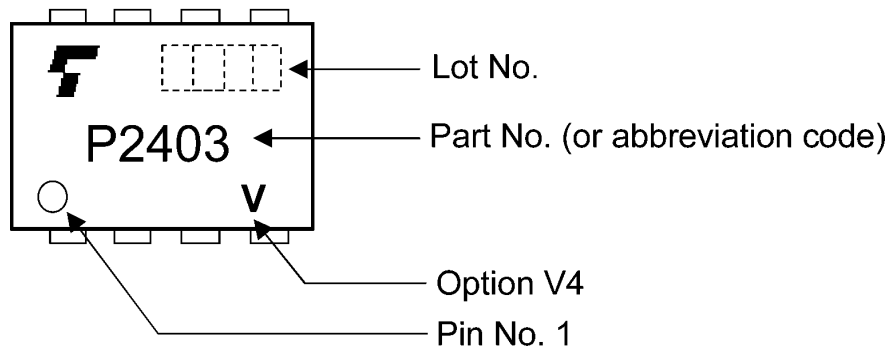 Lot No.
P2403
Part No. (or abbreviation code)
V
Option V4
Pin No. 1